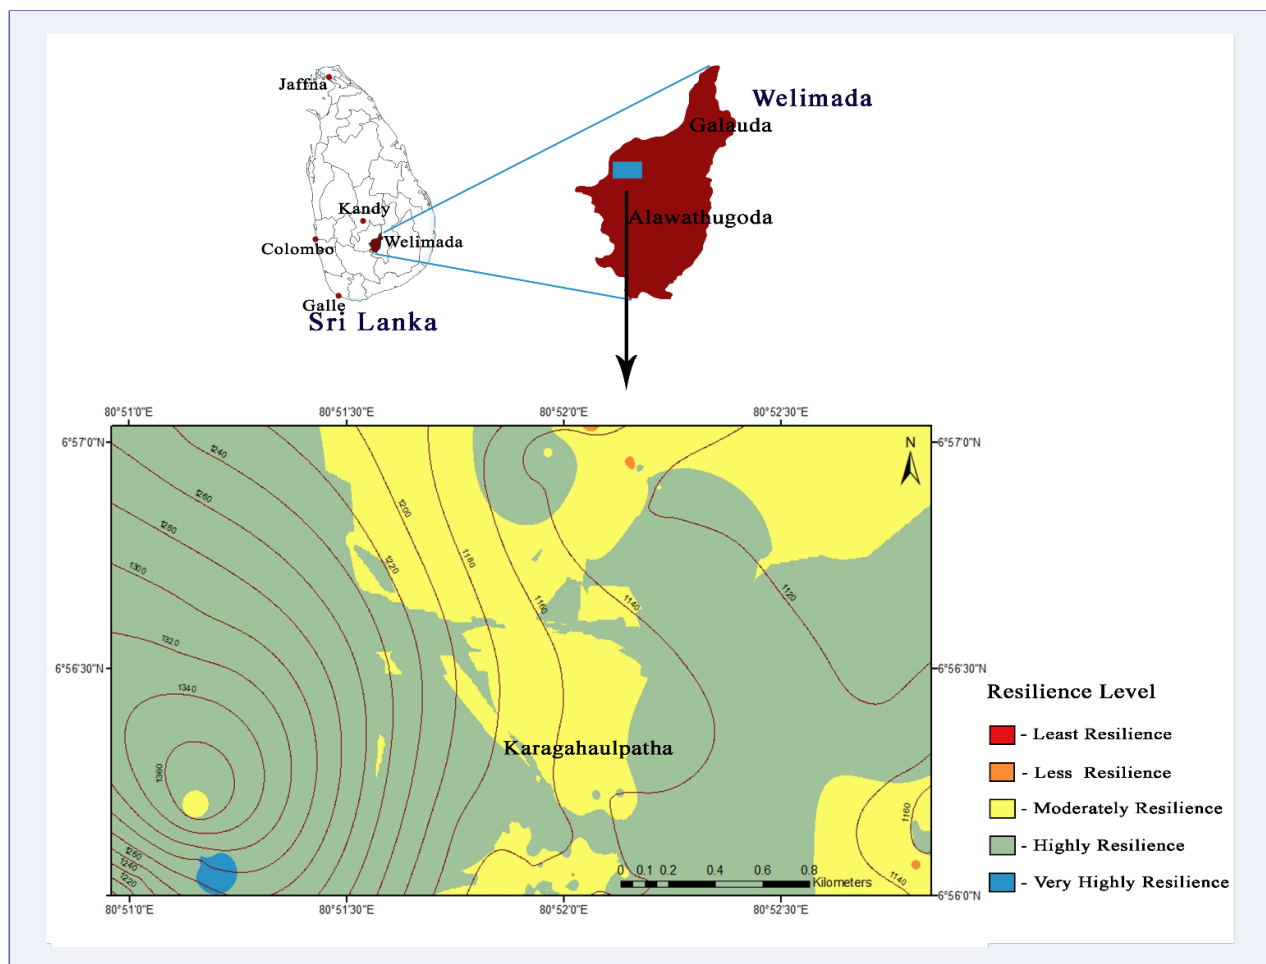 Jaffna
Welimada
Galauda
Kandy
Alawathugoda
Welimada
Colombo
Galle
Sri Lanka
80°51'0"E
80°51'30"E
80°52'0"E
80°52'30"E
6°57'0"N
6°57'0"N
N
1240
1260
1200
1280
1180
1220
1300
1120
1160
1140
1320
6°56'30"N
6°56'30"N
1340
Resilience Level
- Least Resilience
Karagahaulpatha
1360
- Less Resilience
- Moderately Resilience
1160
- Highly Resilience
1260
1240
1220
0 0.1 0.2 0.4 0.6 0.8
Kilometers
1140
- Very Highly Resilience
6°56'0"N
80°51'0"E
80°51'30"E
80°52'0"E
80°52'30"E